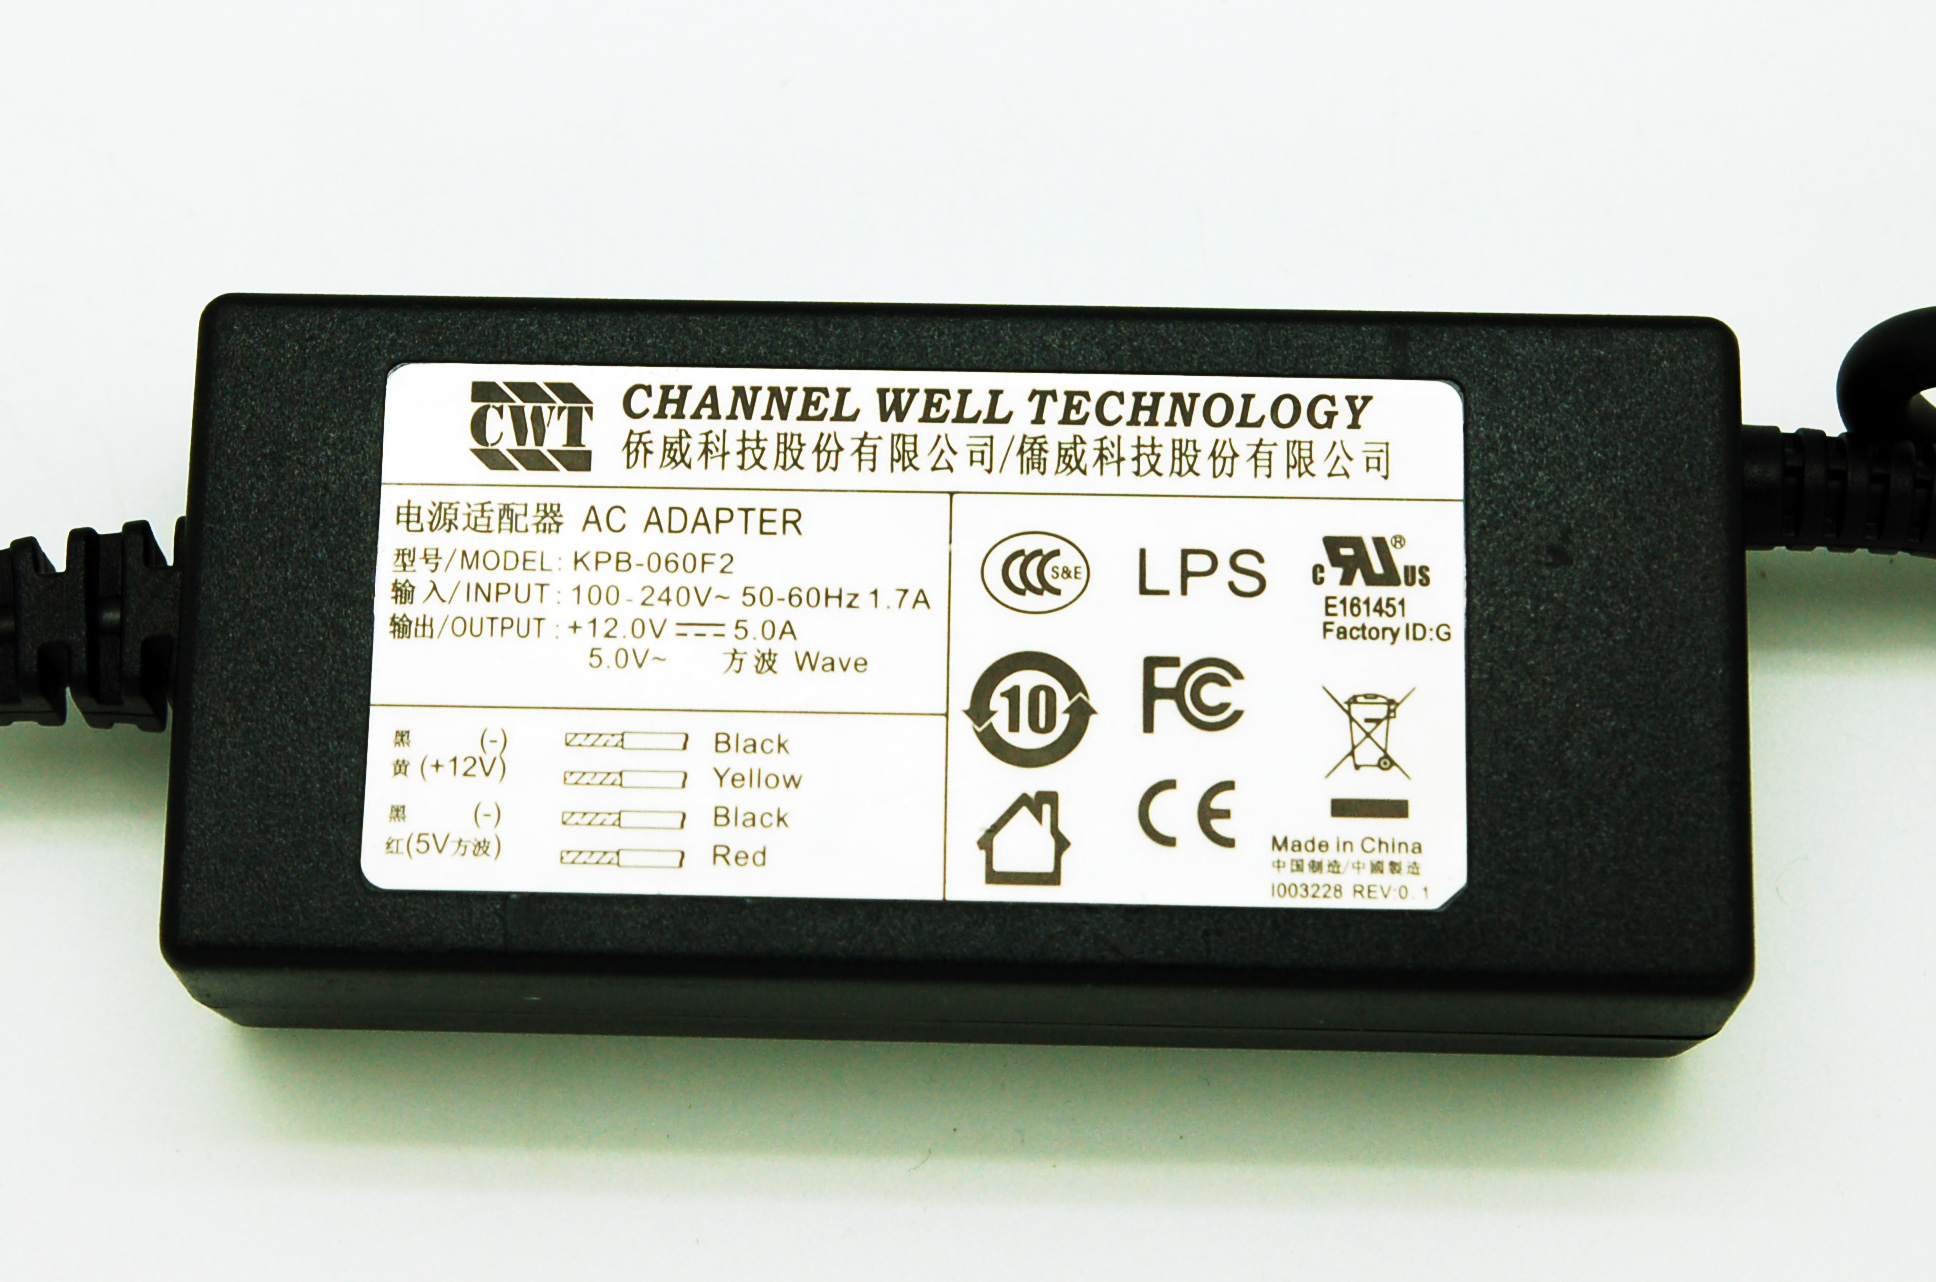 CWT CHANNEL WELL TECHNOLOGY
侨威科技股份有限公司/僑威科技股份有限公司
电源适配器 AC ADAPTER
型号/MODEL: KPB-060F2
输入/INPUT: 100-240V~ 50-60Hz 1.7A
输出/OUTPUT: +12.0V 5.0A
5.0V~ 方波 Wave
黑 (-) Black
黄 (+12V) Yellow
黑 (-) Black
红(5V方波) Red
CCC S&E LPS c RU ® US
E161451
Factory ID:G
10 FC
CE
Made in China
中国制造/中國製造
I003228 REV:0.1